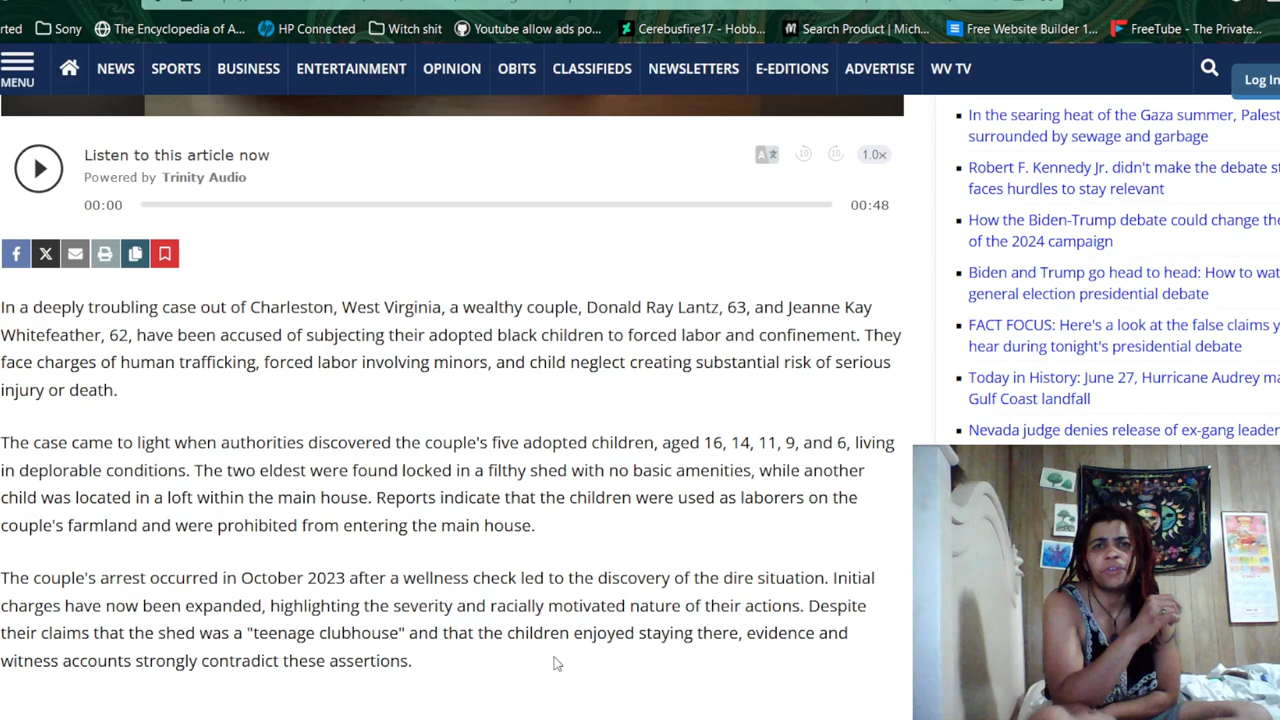 rted
Sony
The Encyclopedia of A...
HP Connected
Witch shit
Youtube allow ads po...
Cerebusfire17 - Hobb...
Search Product | Mich...
Free Website Builder 1...
FreeTube - The Private...
MENU
NEWS
SPORTS
BUSINESS
ENTERTAINMENT
OPINION
OBITS
CLASSIFIEDS
NEWSLETTERS
E-EDITIONS
ADVERTISE
WV TV
Log In
Listen to this article now
Powered by Trinity Audio
10
10
1.0x
00:00
00:48
In a deeply troubling case out of Charleston, West Virginia, a wealthy couple, Donald Ray Lantz, 63, and Jeanne Kay
Whitefeather, 62, have been accused of subjecting their adopted black children to forced labor and confinement. They
face charges of human trafficking, forced labor involving minors, and child neglect creating substantial risk of serious
injury or death.
The case came to light when authorities discovered the couple's five adopted children, aged 16, 14, 11, 9, and 6, living
in deplorable conditions. The two eldest were found locked in a filthy shed with no basic amenities, while another
child was located in a loft within the main house. Reports indicate that the children were used as laborers on the
couple's farmland and were prohibited from entering the main house.
The couple's arrest occurred in October 2023 after a wellness check led to the discovery of the dire situation. Initial
charges have now been expanded, highlighting the severity and racially motivated nature of their actions. Despite
their claims that the shed was a "teenage clubhouse" and that the children enjoyed staying there, evidence and
witness accounts strongly contradict these assertions.
In the searing heat of the Gaza summer, Palest
surrounded by sewage and garbage
Robert F. Kennedy Jr. didn't make the debate st
faces hurdles to stay relevant
How the Biden-Trump debate could change the
of the 2024 campaign
Biden and Trump go head to head: How to wat
general election presidential debate
FACT FOCUS: Here's a look at the false claims y
hear during tonight's presidential debate
Today in History: June 27, Hurricane Audrey ma
Gulf Coast landfall
Nevada judge denies release of ex-gang leader